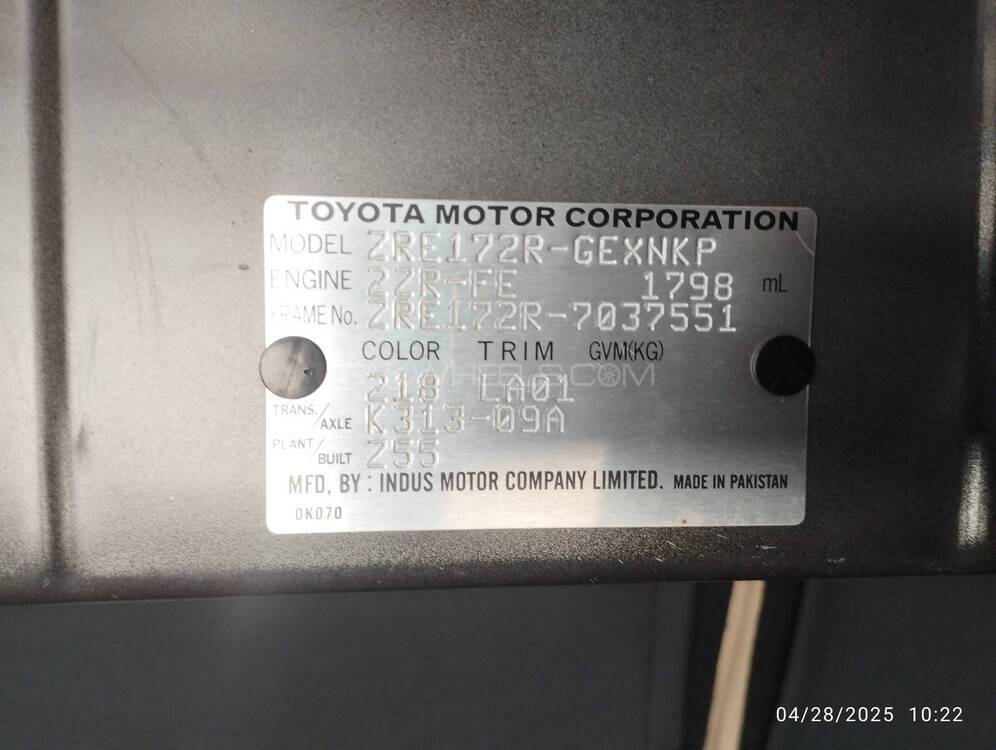 TOYOTA MOTOR CORPORATION
MODEL ZRE172R-GEXNKP
ENGINE 2ZR-FE 1798 mL
FRAME No. ZRE172R-7037551
COLOR TRIM GVM(KG)
218 LA01
TRANS./AXLE K313-09A
PLANT/BUILT Z55
MFD, BY : INDUS MOTOR COMPANY LIMITED. MADE IN PAKISTAN
0K070
04/28/2025 10:22